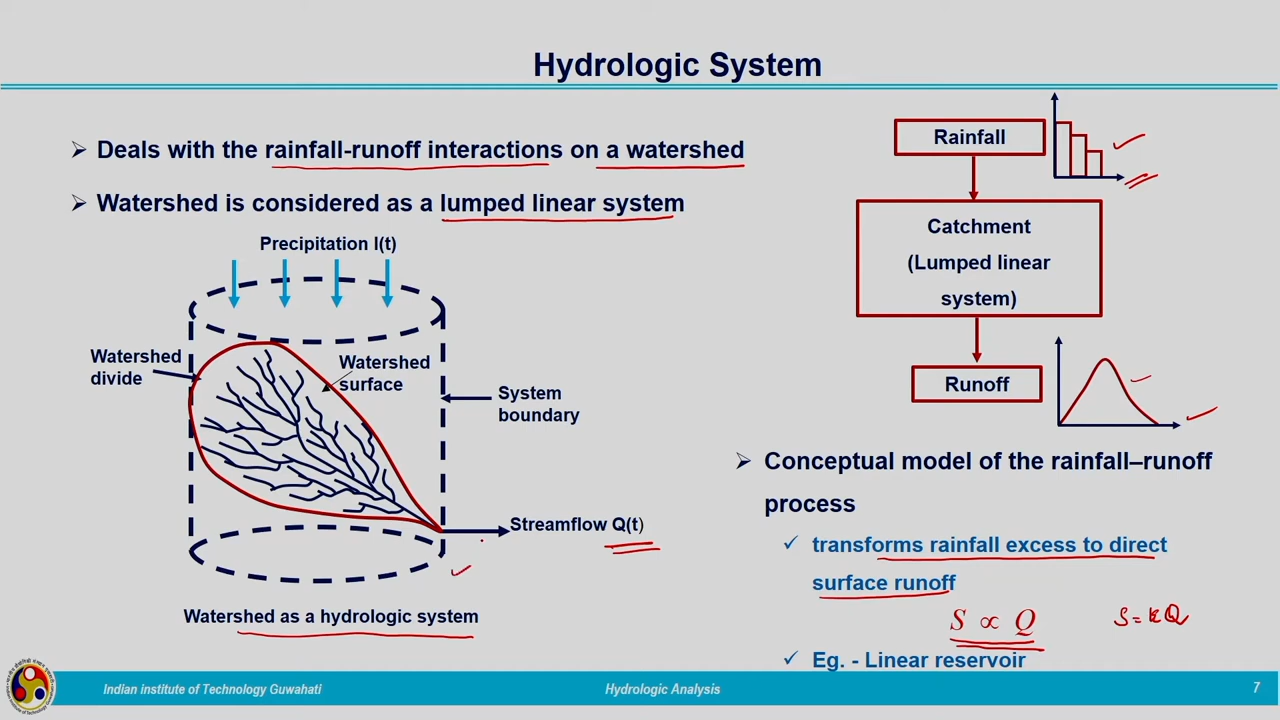 Hydrologic System
➢ Deals with the rainfall-runoff interactions on a watershed
➢ Watershed is considered as a lumped linear system
Precipitation I(t)
Watershed
divide
Watershed
surface
System
boundary
Streamflow Q(t)
Watershed as a hydrologic system
Rainfall
Catchment
(Lumped linear
system)
Runoff
➢ Conceptual model of the rainfall–runoff
process
✓ transforms rainfall excess to direct
surface runoff
S ∝ Q
S = kQ
✓ Eg. - Linear reservoir
Indian institute of Technology Guwahati
Hydrologic Analysis
7